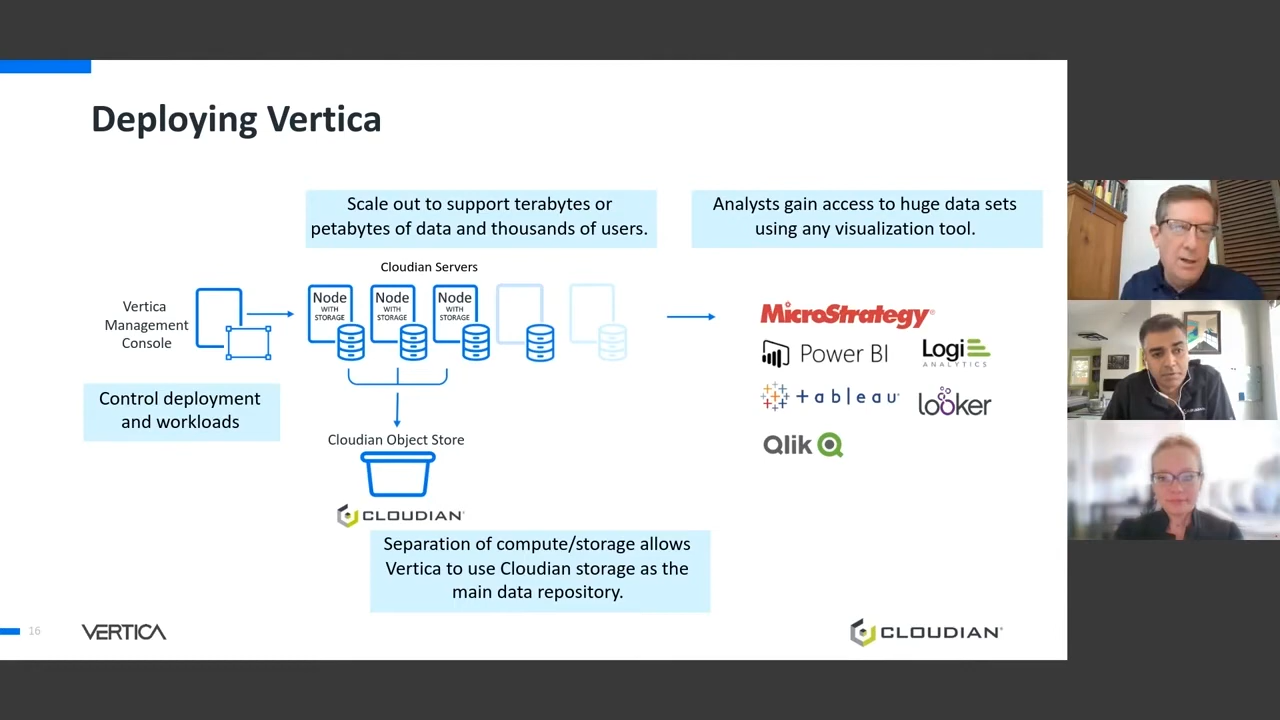 Deploying Vertica
Scale out to support terabytes or
petabytes of data and thousands of users.
Analysts gain access to huge data sets
using any visualization tool.
Cloudian Servers
Vertica
Management
Console
Node
WITH
STORAGE
Node
WITH
STORAGE
Node
WITH
STORAGE
Control deployment
and workloads
Cloudian Object Store
CLOUDIAN®
Separation of compute/storage allows
Vertica to use Cloudian storage as the
main data repository.
MicroStrategy®
Power BI
Logi
ANALYTICS
+ableau®
looker
Qlik
16
VERTICA
CLOUDIAN®